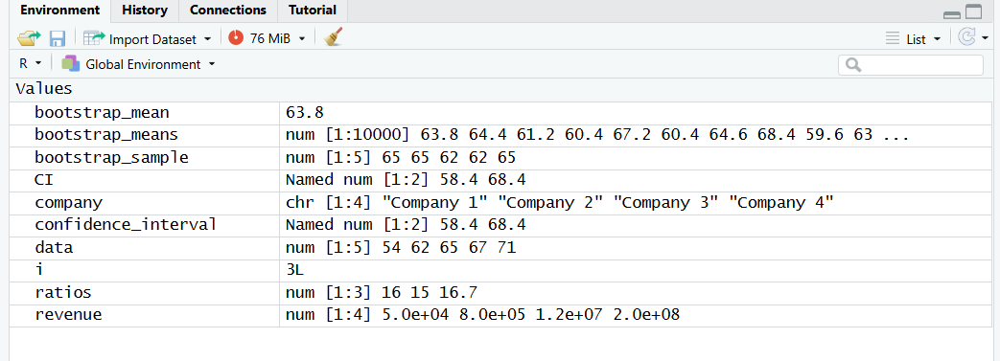 Environment History Connections Tutorial
Import Dataset 76 MiB List
R Global Environment
Values
bootstrap_mean 63.8
bootstrap_means num [1:10000] 63.8 64.4 61.2 60.4 67.2 60.4 64.6 68.4 59.6 63 ...
bootstrap_sample num [1:5] 65 65 62 62 65
CI Named num [1:2] 58.4 68.4
company chr [1:4] "Company 1" "Company 2" "Company 3" "Company 4"
confidence_interval Named num [1:2] 58.4 68.4
data num [1:5] 54 62 65 67 71
i 3L
ratios num [1:3] 16 15 16.7
revenue num [1:4] 5.0e+04 8.0e+05 1.2e+07 2.0e+08